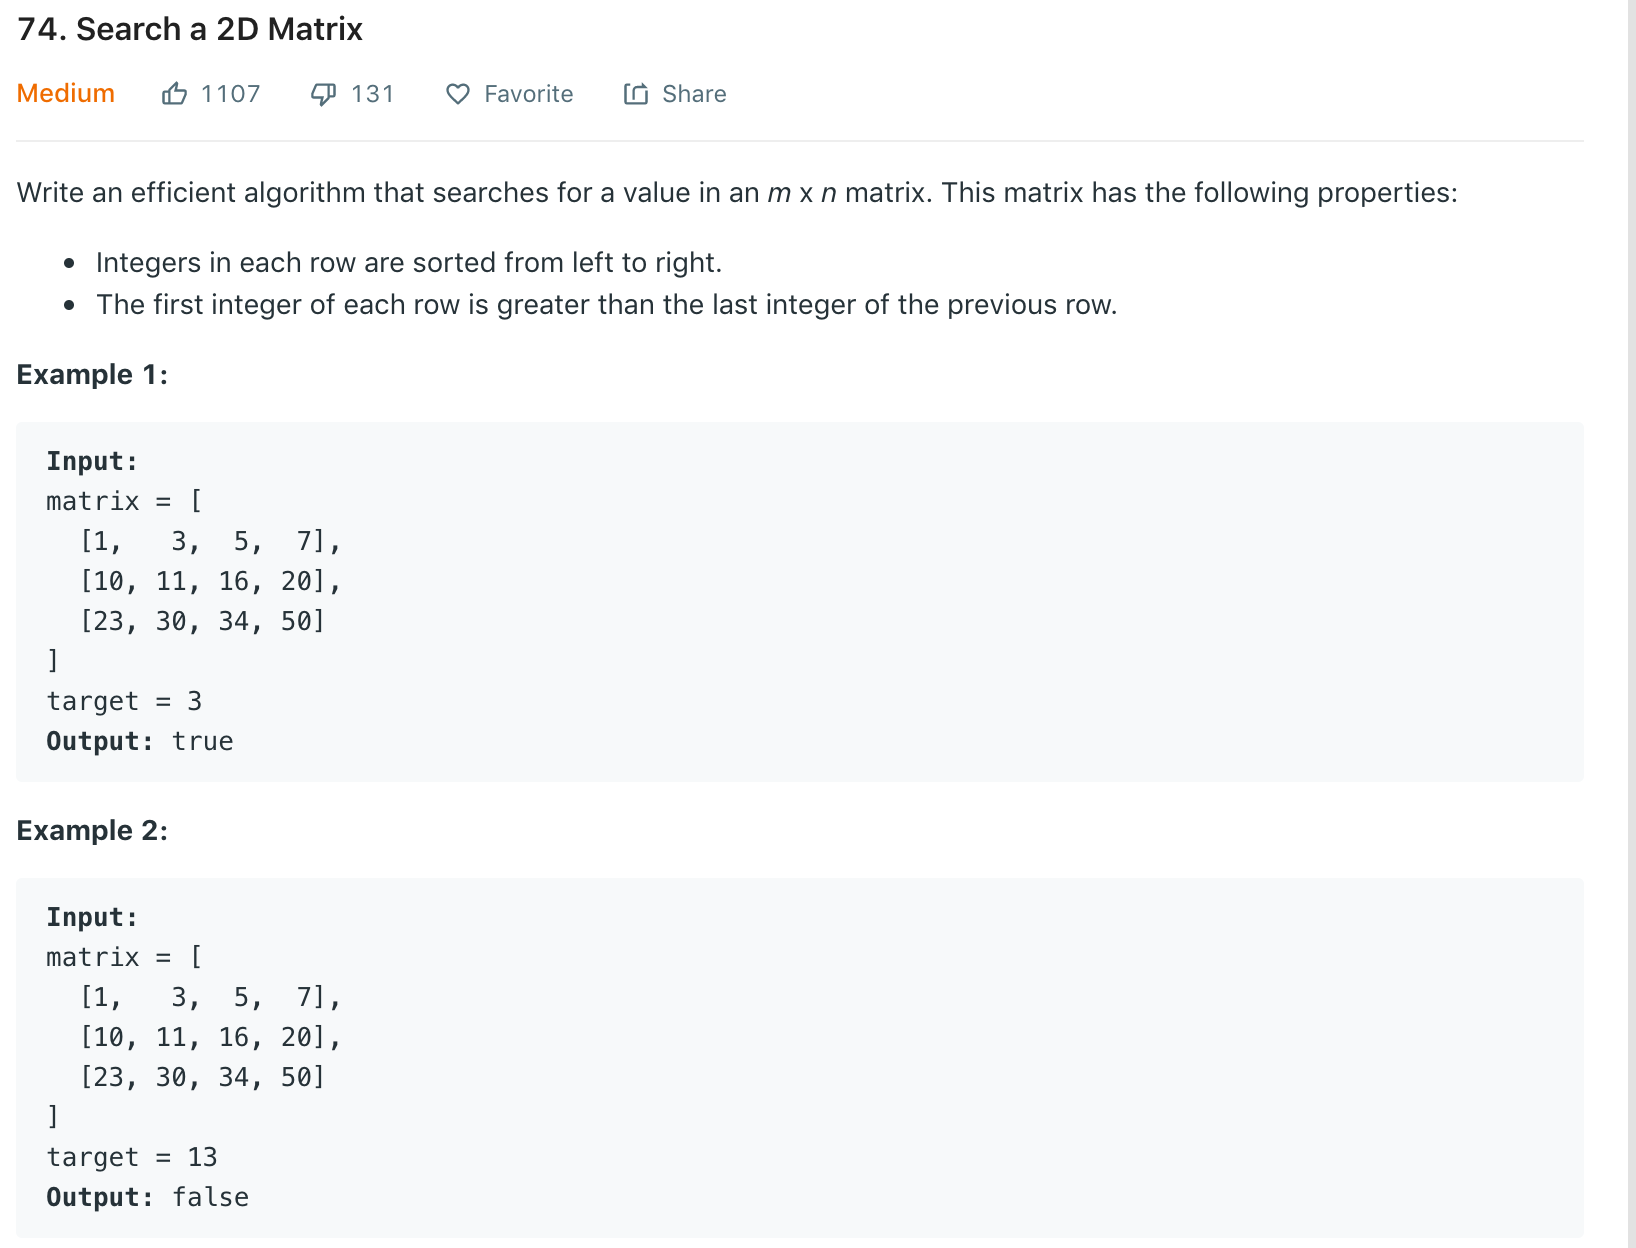 74. Search a 2D Matrix
Medium 1107 131 Favorite Share
Write an efficient algorithm that searches for a value in an m x n matrix. This matrix has the following properties:
• Integers in each row are sorted from left to right.
• The first integer of each row is greater than the last integer of the previous row.
Example 1:
Input:
matrix = [
  [1,   3,  5,  7],
  [10, 11, 16, 20],
  [23, 30, 34, 50]
]
target = 3
Output: true
Example 2:
Input:
matrix = [
  [1,   3,  5,  7],
  [10, 11, 16, 20],
  [23, 30, 34, 50]
]
target = 13
Output: false